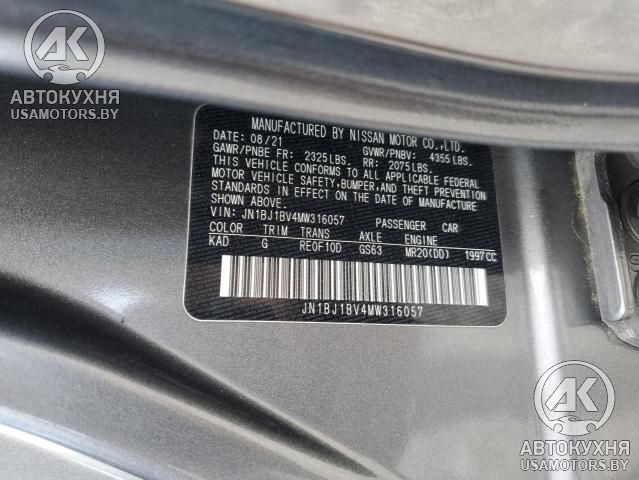 AK
АВТОКУХНЯ
USAMOTORS.BY
MANUFACTURED BY NISSAN MOTOR CO.,LTD.
DATE: 08/21 GVWR/PNBV: 4355LBS.
GAWR/PNBE FR: 2325LBS. RR: 2075LBS.
THIS VEHICLE CONFORMS TO ALL APPLICABLE FEDERAL
MOTOR VEHICLE SAFETY, BUMPER, AND THEFT PREVENTION
STANDARDS IN EFFECT ON THE DATE OF MANUFACTURE
SHOWN ABOVE.
VIN: JN1BJ1BV4MW316057 PASSENGER CAR
COLOR TRIM TRANS AXLE ENGINE
KAD G RE0F10D GS63 MR20(DD) 1997CC
JN1BJ1BV4MW316057
AK
АВТОКУХНЯ
USAMOTORS.BY